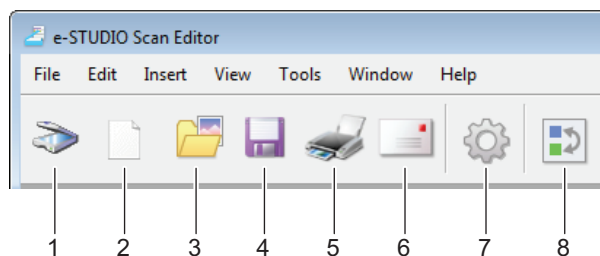 e-STUDIO Scan Editor
File Edit Insert View Tools Window Help
1 2 3 4 5 6 7 8